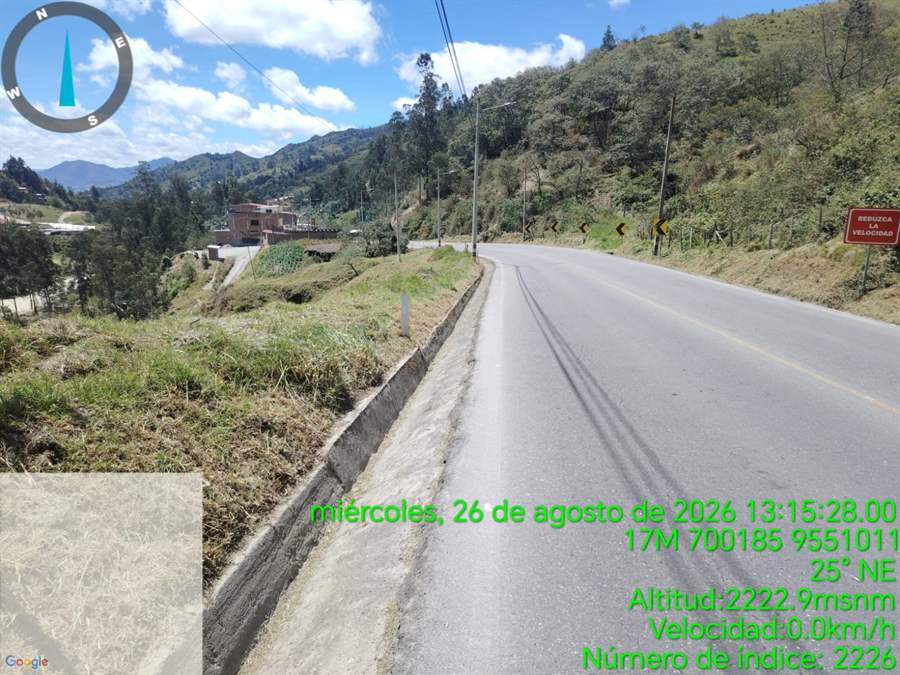 N
E
S
W
REDUZCA
LA
VELOCIDAD
miércoles, 26 de agosto de 2026 13:15:28.00
17M 700185 9551011
25° NE
Altitud:2222.9msnm
Velocidad:0.0km/h
Número de índice: 2226
Google